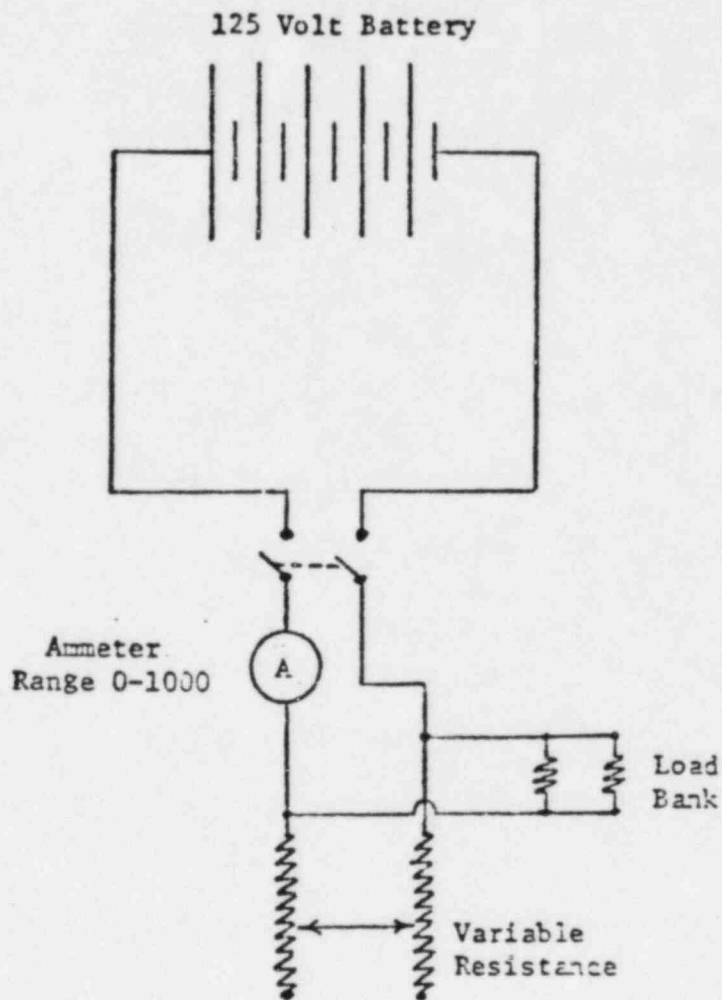 125 Volt Battery
Ammeter
Range 0-1000
A
Load
Bank
Variable
Resistance